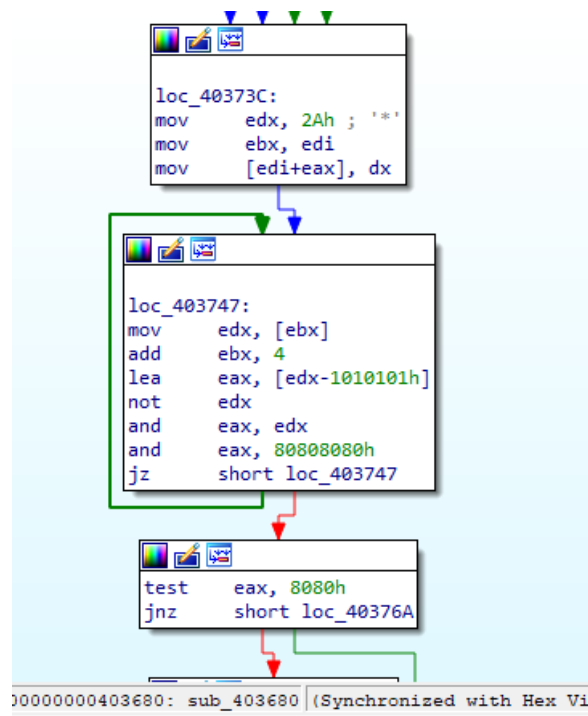 loc_40373C:
mov     edx, 2Ah ; '*'
mov     ebx, edi
mov     [edi+eax], dx
loc_403747:
mov     edx, [ebx]
add     ebx, 4
lea     eax, [edx-1010101h]
not     edx
and     eax, edx
and     eax, 80808080h
jz      short loc_403747
test    eax, 8080h
jnz     short loc_40376A
00000000403680: sub_403680 (Synchronized with Hex Vi